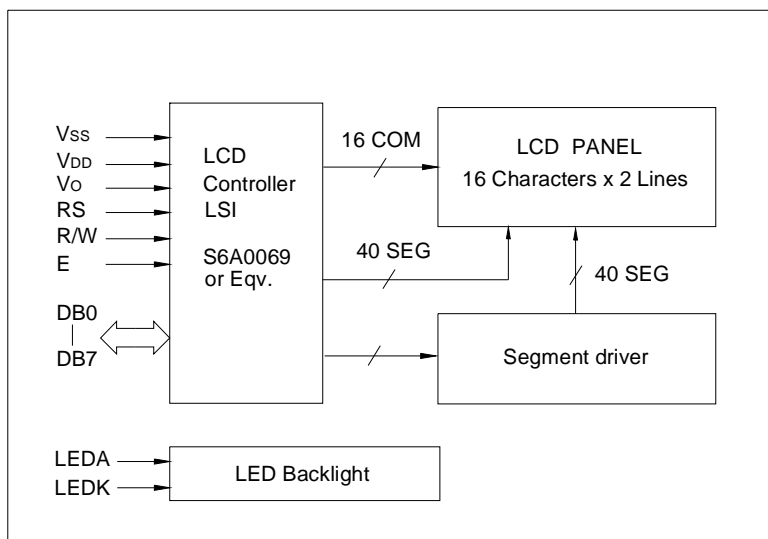 Vss
VDD
Vo
RS
R/W
E
DB0
DB7
LCD
Controller
LSI
S6A0069
or Eqv.
16 COM
40 SEG
LCD PANEL
16 Characters x 2 Lines
40 SEG
Segment driver
LEDA
LEDK
LED Backlight